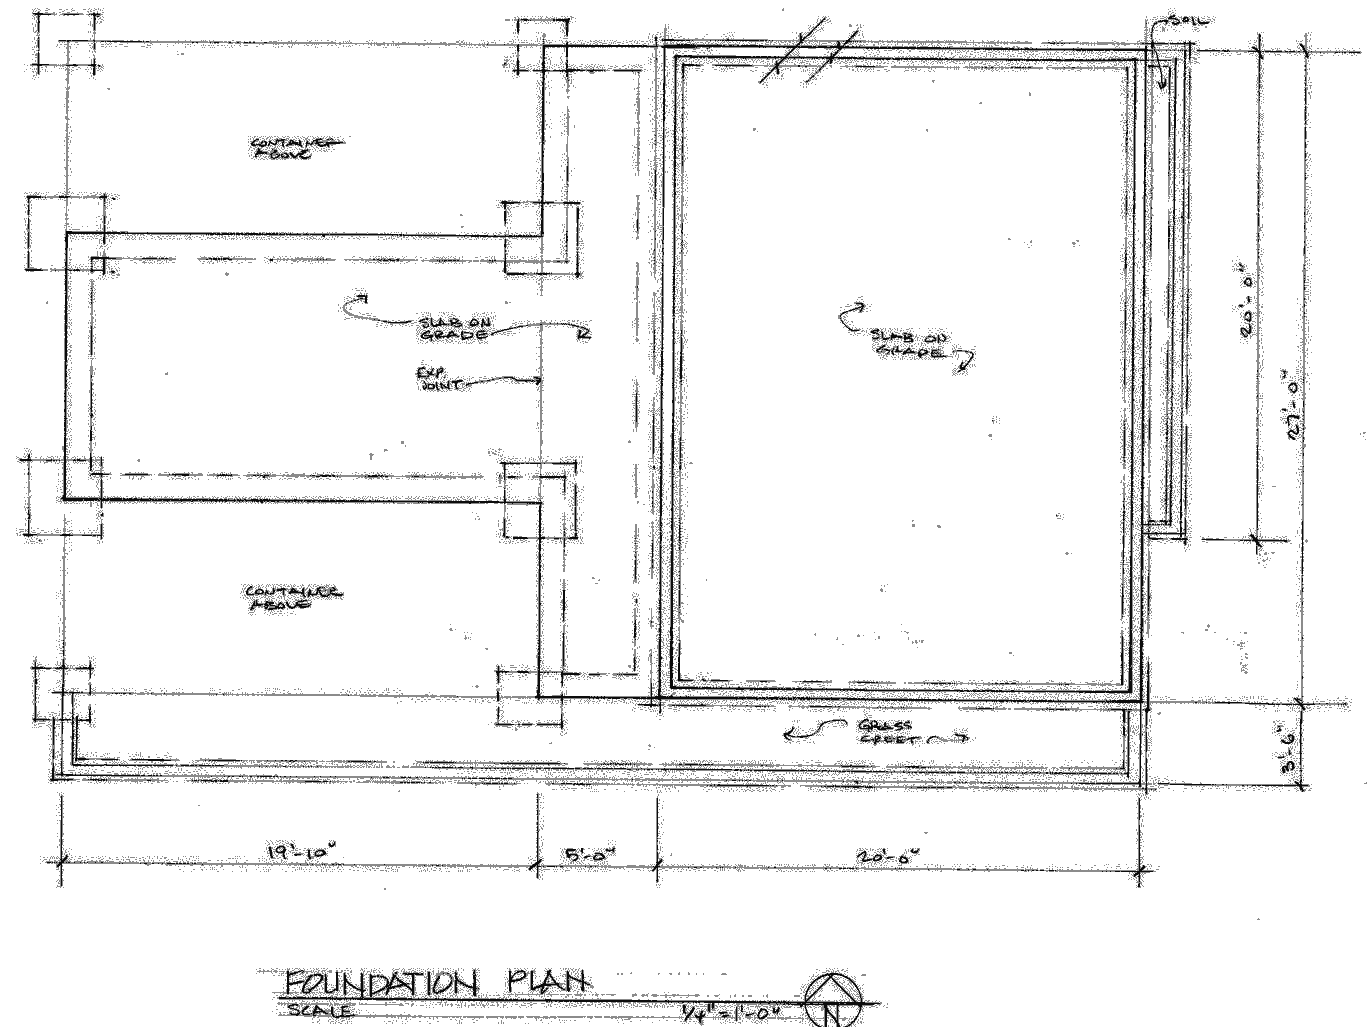 SOIL
CONTAINER
ABOVE
20'-0"
SLAB ON
GRADE
SLAB ON
GRADE
EXP.
JOINT
27'-0"
CONTAINER
ABOVE
GRASS
3'-6"
19'-10"
5'-0"
20'-0"
FOUNDATION PLAN
SCALE 1/4"=1'-0"
N